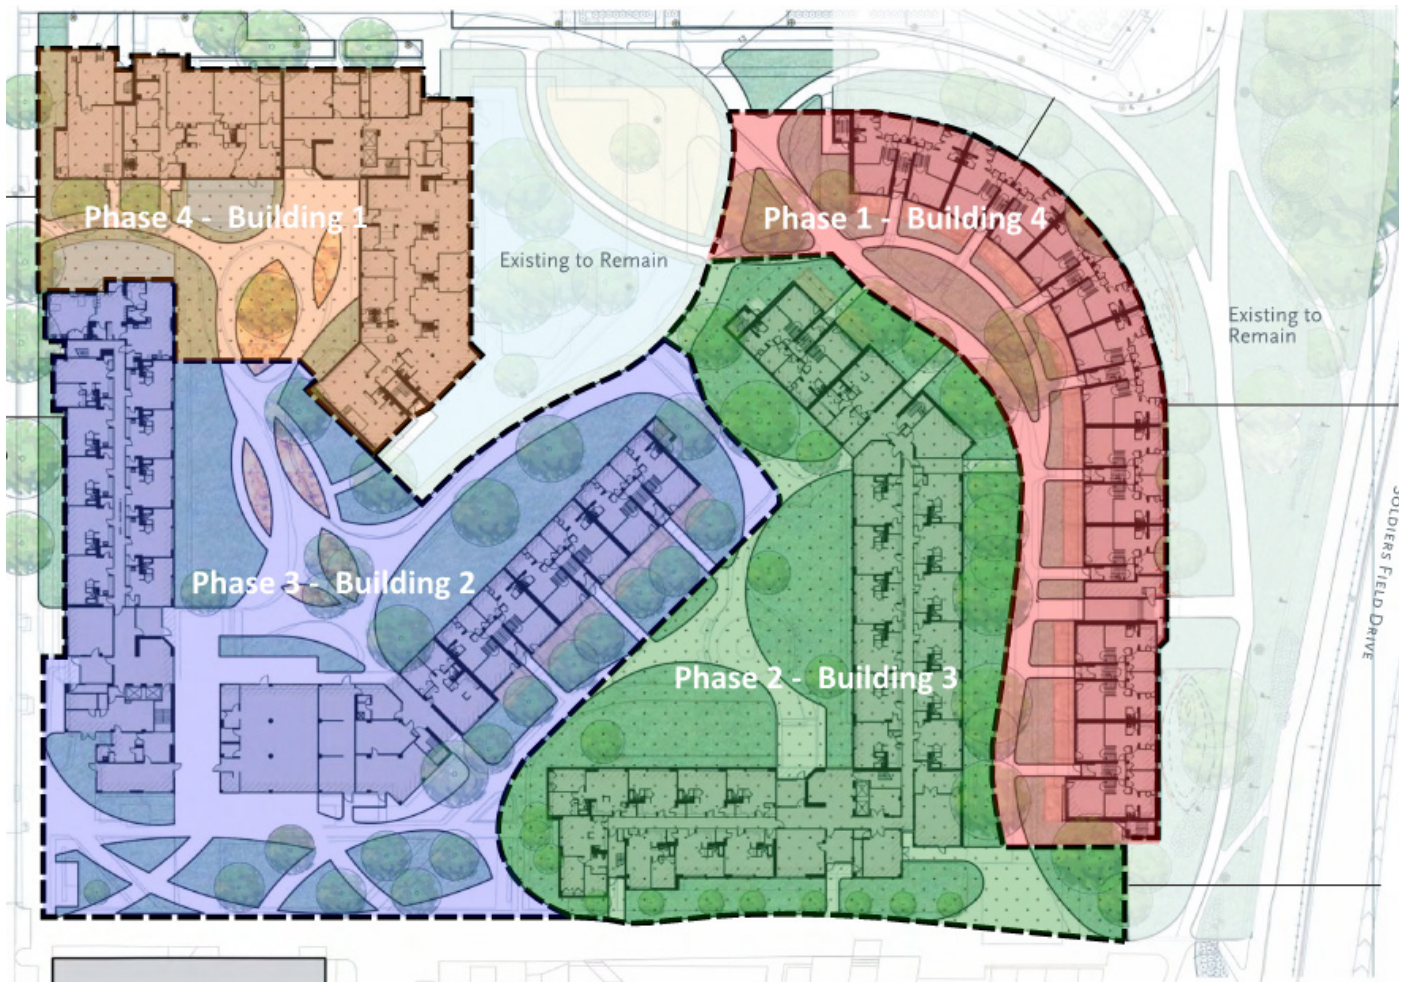 Phase 4 - Building 1
Phase 1 - Building 4
Existing to Remain
Existing to
Remain
Phase 3 - Building 2
Phase 2 - Building 3
SOLDIERS FIELD DRIVE